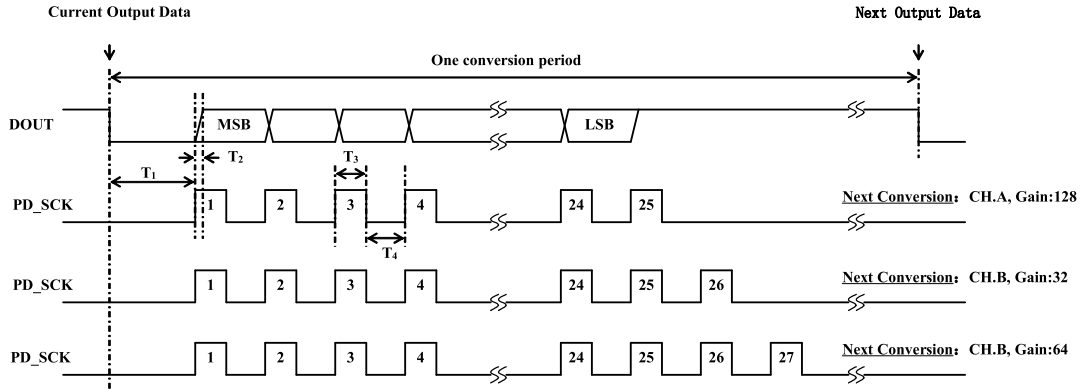 Current Output Data
Next Output Data
One conversion period
DOUT
MSB
LSB
T2
T1
T3
PD_SCK
1
2
3
4
24
25
Next Conversion： CH.A, Gain:128
T4
PD_SCK
1
2
3
4
24
25
26
Next Conversion： CH.B, Gain:32
PD_SCK
1
2
3
4
24
25
26
27
Next Conversion： CH.B, Gain:64